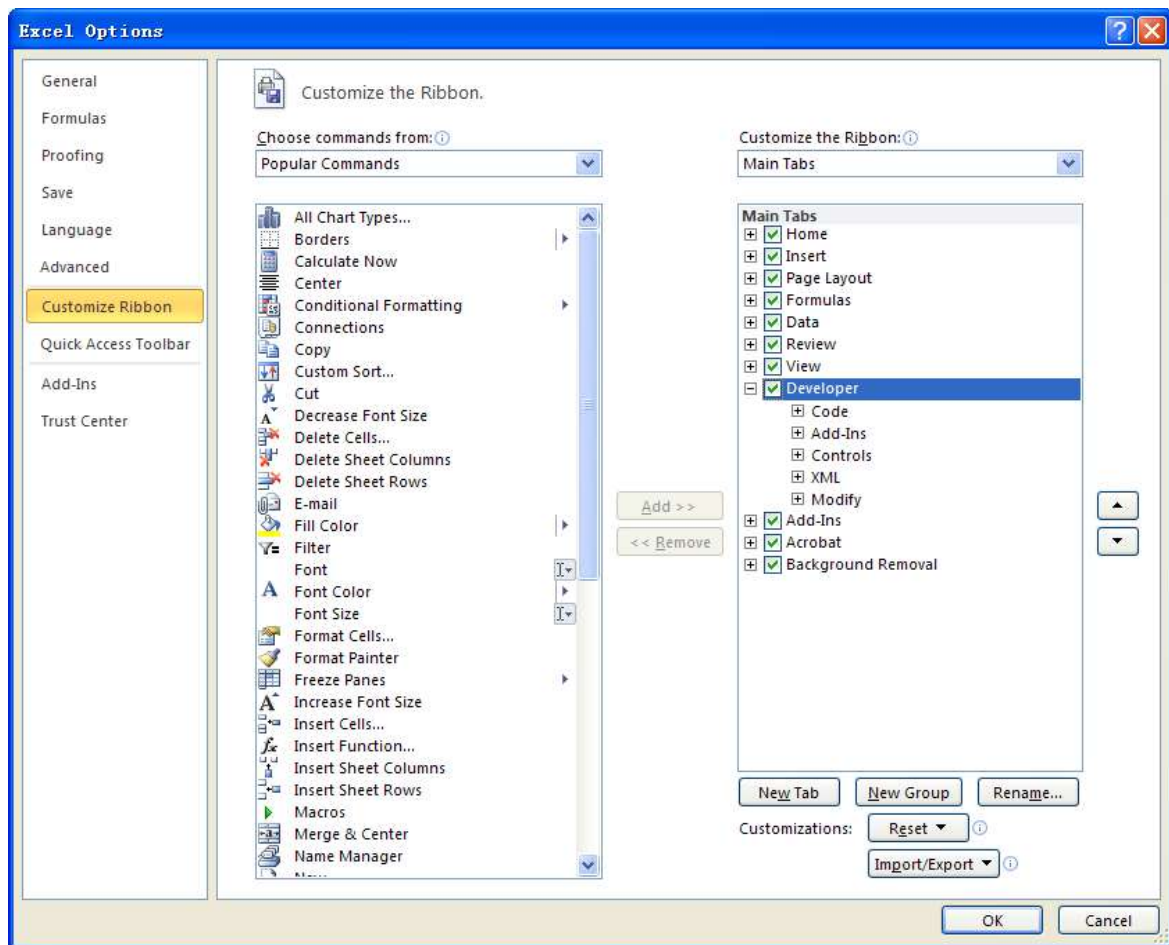 Excel Options
General
Formulas
Proofing
Save
Language
Advanced
Customize Ribbon
Quick Access Toolbar
Add-Ins
Trust Center
Customize the Ribbon.
Choose commands from:
Popular Commands
All Chart Types...
Borders
Calculate Now
Center
Conditional Formatting
Connections
Copy
Custom Sort...
Cut
Decrease Font Size
Delete Cells...
Delete Sheet Columns
Delete Sheet Rows
E-mail
Fill Color
Filter
Font
Font Color
Font Size
Format Cells...
Format Painter
Freeze Panes
Increase Font Size
Insert Cells...
Insert Function...
Insert Sheet Columns
Insert Sheet Rows
Macros
Merge & Center
Name Manager
Add >>
<< Remove
Customize the Ribbon:
Main Tabs
Main Tabs
Home
Insert
Page Layout
Formulas
Data
Review
View
Developer
Code
Add-Ins
Controls
XML
Modify
Add-Ins
Acrobat
Background Removal
New Tab New Group Rename...
Customizations: Reset
Import/Export
OK Cancel